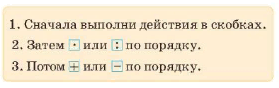 1. Сначала выполни действия в скобках.
2. Затем · или : по порядку.
3. Потом + или − по порядку.